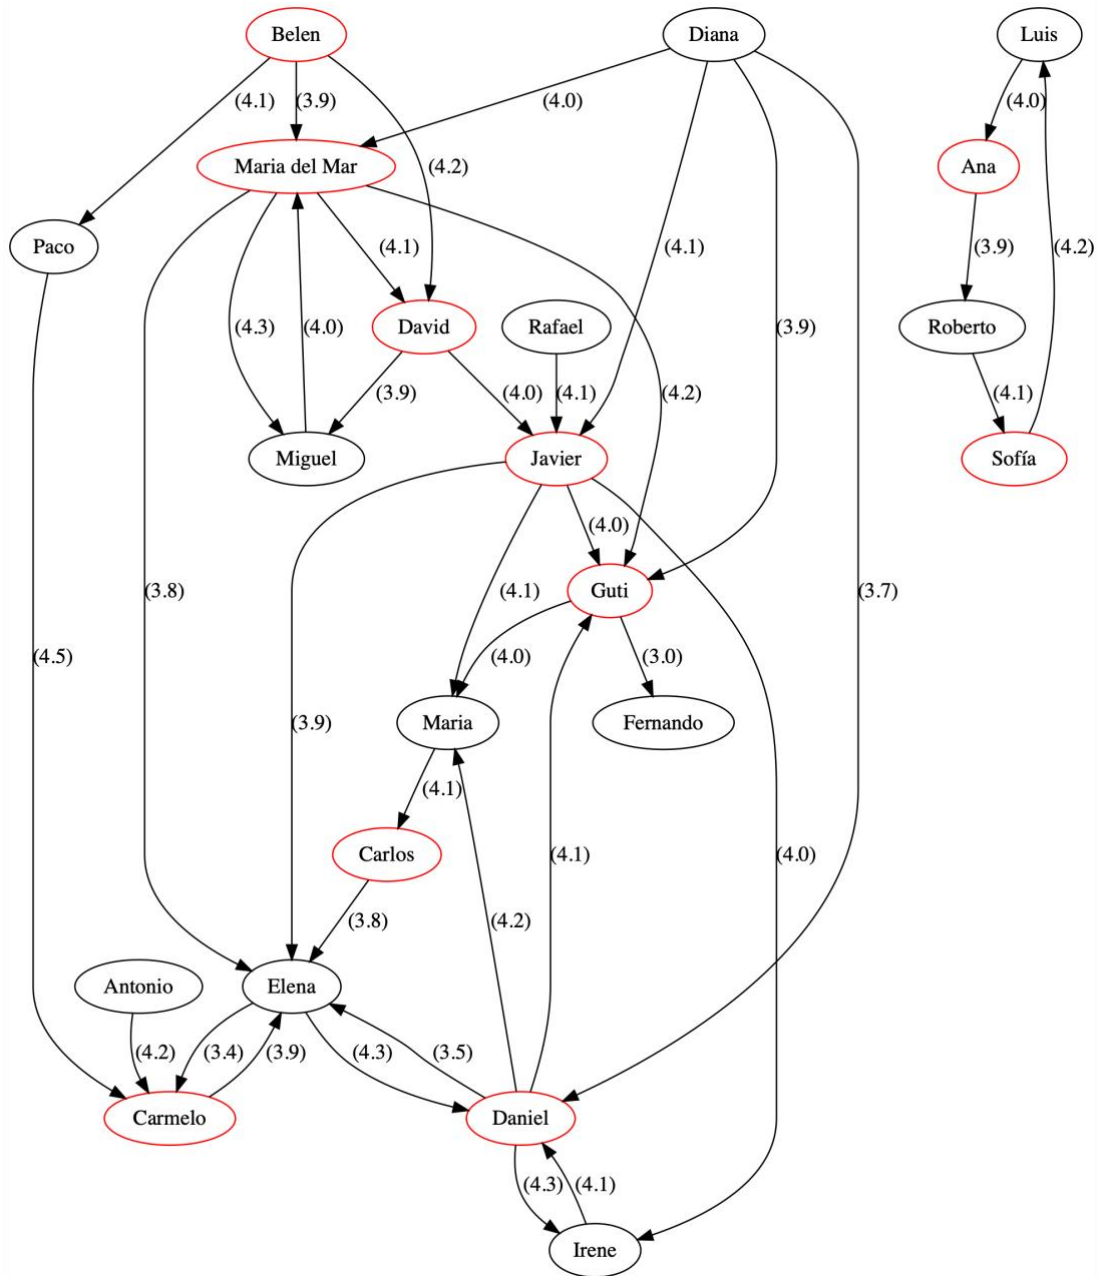 Belen
Diana
Luis
(4.1)
(3.9)
(4.0)
(4.0)
Maria del Mar
(4.2)
Ana
Paco
(4.1)
(4.1)
(3.9)
(4.2)
David
Rafael
Roberto
(4.3)
(4.0)
(3.9)
(3.9)
(4.0)
(4.1)
(4.2)
(4.1)
Miguel
Javier
Sofía
(4.0)
(3.8)
(4.1)
Guti
(3.7)
(4.5)
(4.0)
(3.0)
(3.9)
Maria
Fernando
(4.1)
Carlos
(4.1)
(4.0)
(3.8)
(4.2)
Antonio
Elena
(4.2)
(3.4)
(3.9)
(4.3)
(3.5)
Carmelo
Daniel
(4.3)
(4.1)
Irene